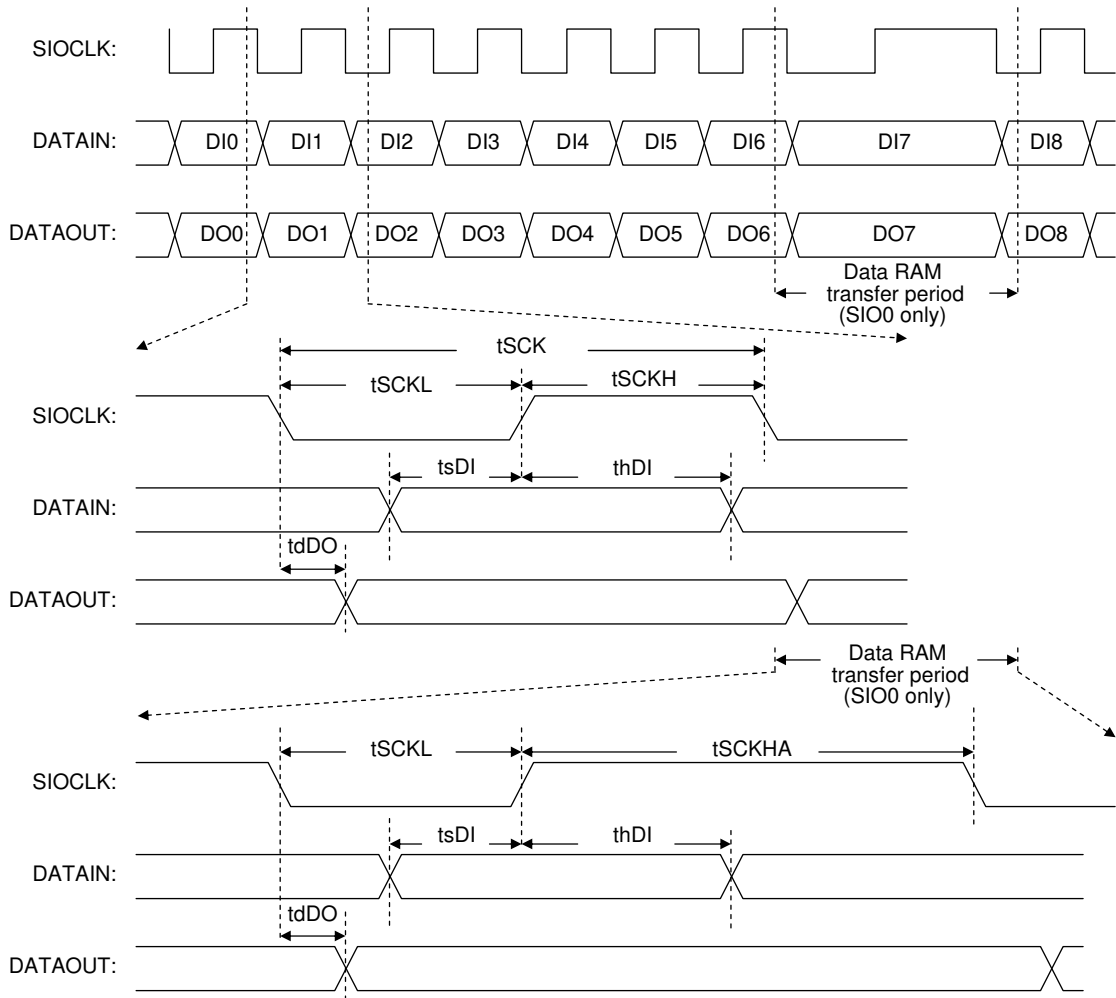 SIOCLK:
DATAIN: DI0 DI1 DI2 DI3 DI4 DI5 DI6 DI7 DI8
DATAOUT: DO0 DO1 DO2 DO3 DO4 DO5 DO6 DO7 DO8
Data RAM
transfer period
(SIO0 only)
tSCK
tSCKL tSCKH
SIOCLK:
tsDI thDI
DATAIN:
tdDO
DATAOUT:
Data RAM
transfer period
(SIO0 only)
tSCKL tSCKHA
SIOCLK:
tsDI thDI
DATAIN:
tdDO
DATAOUT: